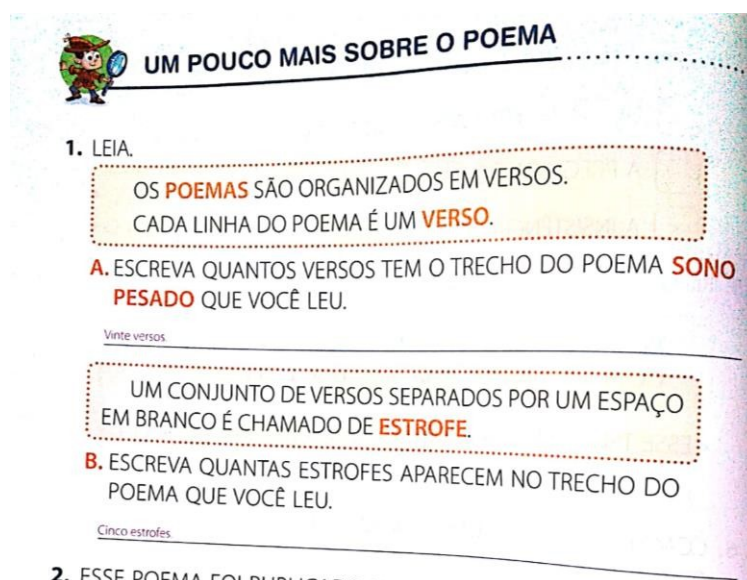 UM POUCO MAIS SOBRE O POEMA
1. LEIA.
OS POEMAS SÃO ORGANIZADOS EM VERSOS.
CADA LINHA DO POEMA É UM VERSO.
A. ESCREVA QUANTOS VERSOS TEM O TRECHO DO POEMA SONO
PESADO QUE VOCÊ LEU.
Vinte versos.
UM CONJUNTO DE VERSOS SEPARADOS POR UM ESPAÇO
EM BRANCO É CHAMADO DE ESTROFE.
B. ESCREVA QUANTAS ESTROFES APARECEM NO TRECHO DO
POEMA QUE VOCÊ LEU.
Cinco estrofes.
2. ESSE POEMA FOI